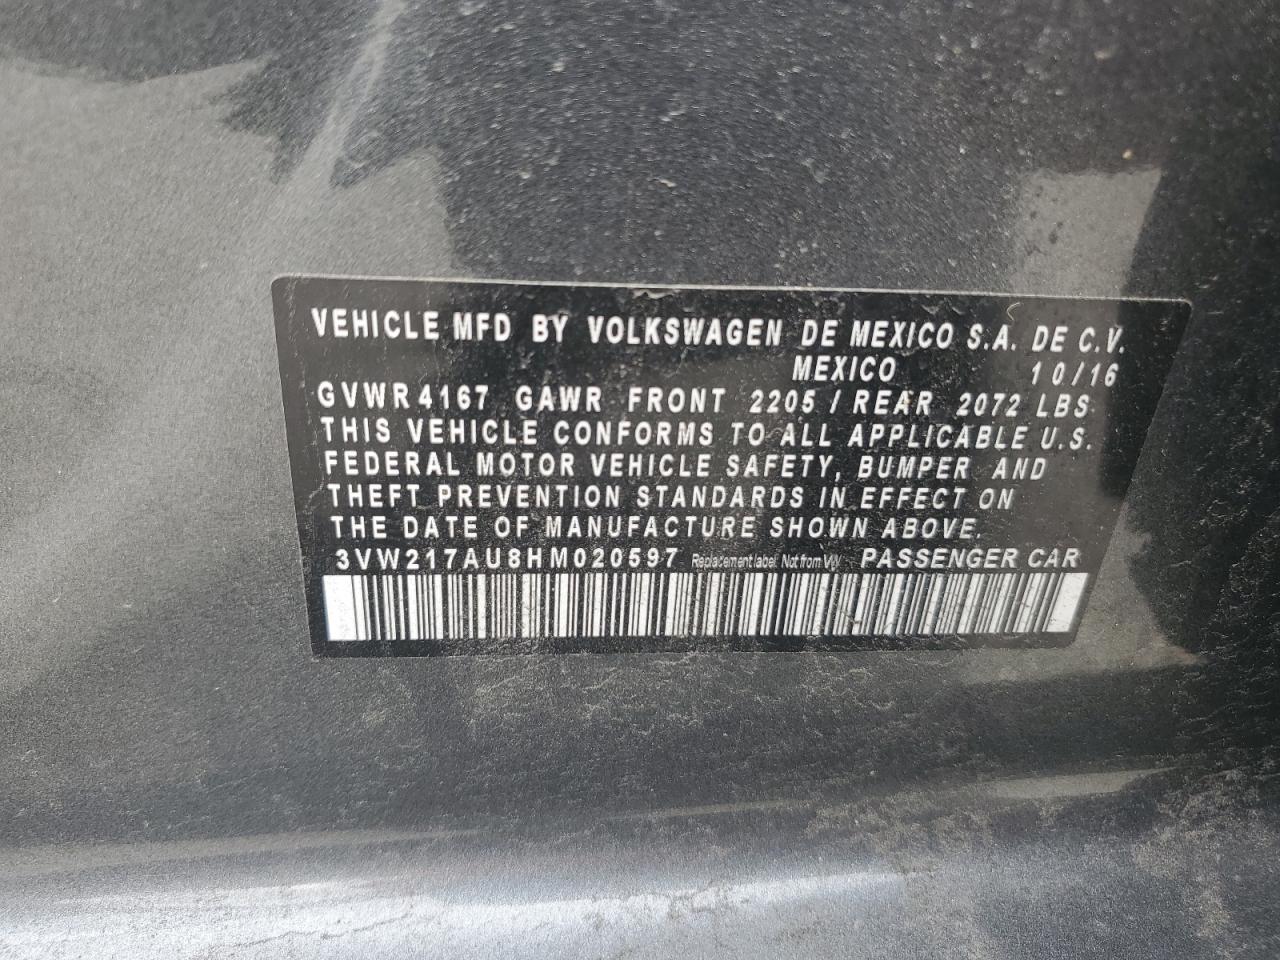 VEHICLE MFD BY VOLKSWAGEN DE MEXICO S.A. DE C.V.
MEXICO 10/16
GVWR 4167 GAWR FRONT 2205 / REAR 2072 LBS
THIS VEHICLE CONFORMS TO ALL APPLICABLE U.S.
FEDERAL MOTOR VEHICLE SAFETY, BUMPER AND
THEFT PREVENTION STANDARDS IN EFFECT ON
THE DATE OF MANUFACTURE SHOWN ABOVE.
3VW217AU8HM020597 Replacement label. Not from VW PASSENGER CAR